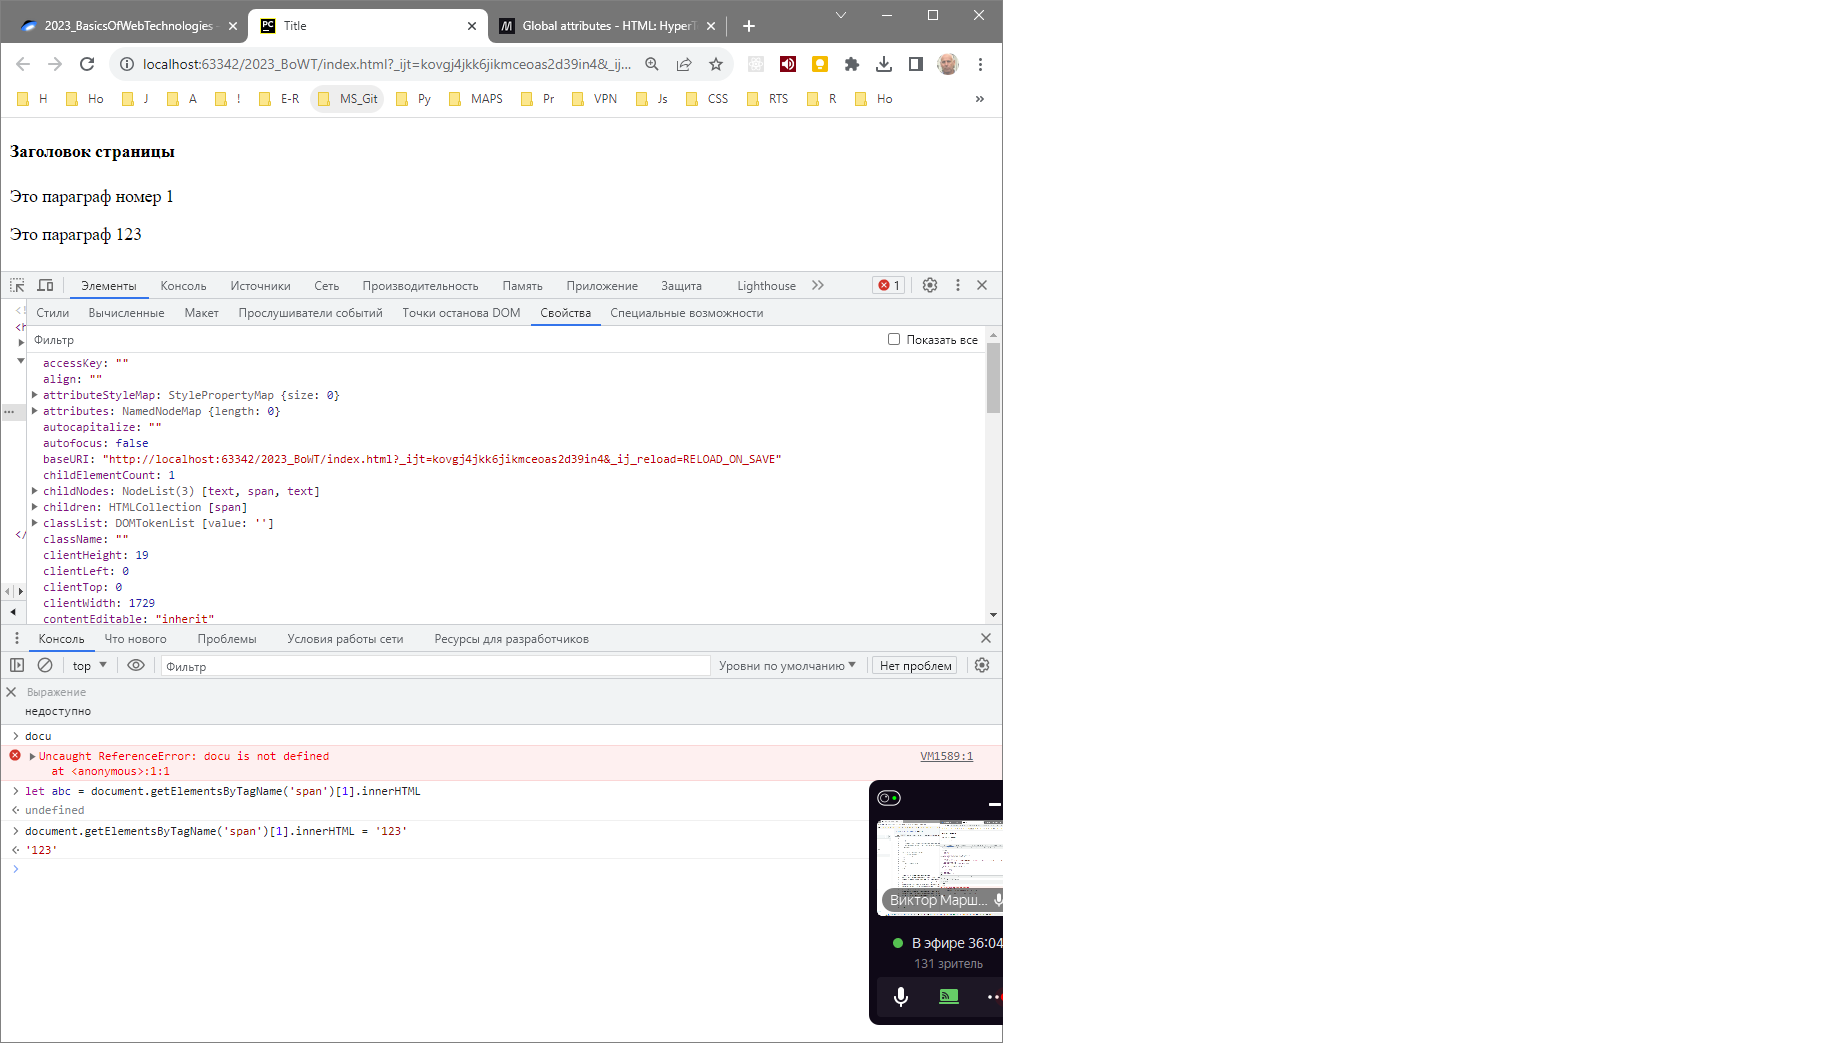 2023_BasicsOfWebTechnologies
Title
Global attributes - HTML: HyperT
localhost:63342/2023_BoWT/index.html?_ijt=kovgj4jkk6jikmceoas2d39in4&_ij...
H Ho J A ! E-R MS_Git Py MAPS Pr VPN Js CSS RTS R Ho »
Заголовок страницы
Это параграф номер 1
Это параграф 123
Элементы Консоль Источники Сеть Производительность Память Приложение Защита Lighthouse 1
Стили Вычисленные Макет Прослушиватели событий Точки останова DOM Свойства Специальные возможности
Фильтр Показать все
accessKey: ""
align: ""
attributeStyleMap: StylePropertyMap {size: 0}
attributes: NamedNodeMap {length: 0}
autocapitalize: ""
autofocus: false
baseURI: "http://localhost:63342/2023_BoWT/index.html?_ijt=kovgj4jkk6jikmceoas2d39in4&_ij_reload=RELOAD_ON_SAVE"
childElementCount: 1
childNodes: NodeList(3) [text, span, text]
children: HTMLCollection [span]
classList: DOMTokenList [value: '']
className: ""
clientHeight: 19
clientLeft: 0
clientTop: 0
clientWidth: 1729
contentEditable: "inherit"
<!
<h
</
Консоль Что нового Проблемы Условия работы сети Ресурсы для разработчиков
top Фильтр Уровни по умолчанию Нет проблем
Выражение
недоступно
> docu
Uncaught ReferenceError: docu is not defined VM1589:1
at <anonymous>:1:1
> let abc = document.getElementsByTagName('span')[1].innerHTML
undefined
> document.getElementsByTagName('span')[1].innerHTML = '123'
'123'
>
Виктор Марш...
В эфире 36:04
131 зритель